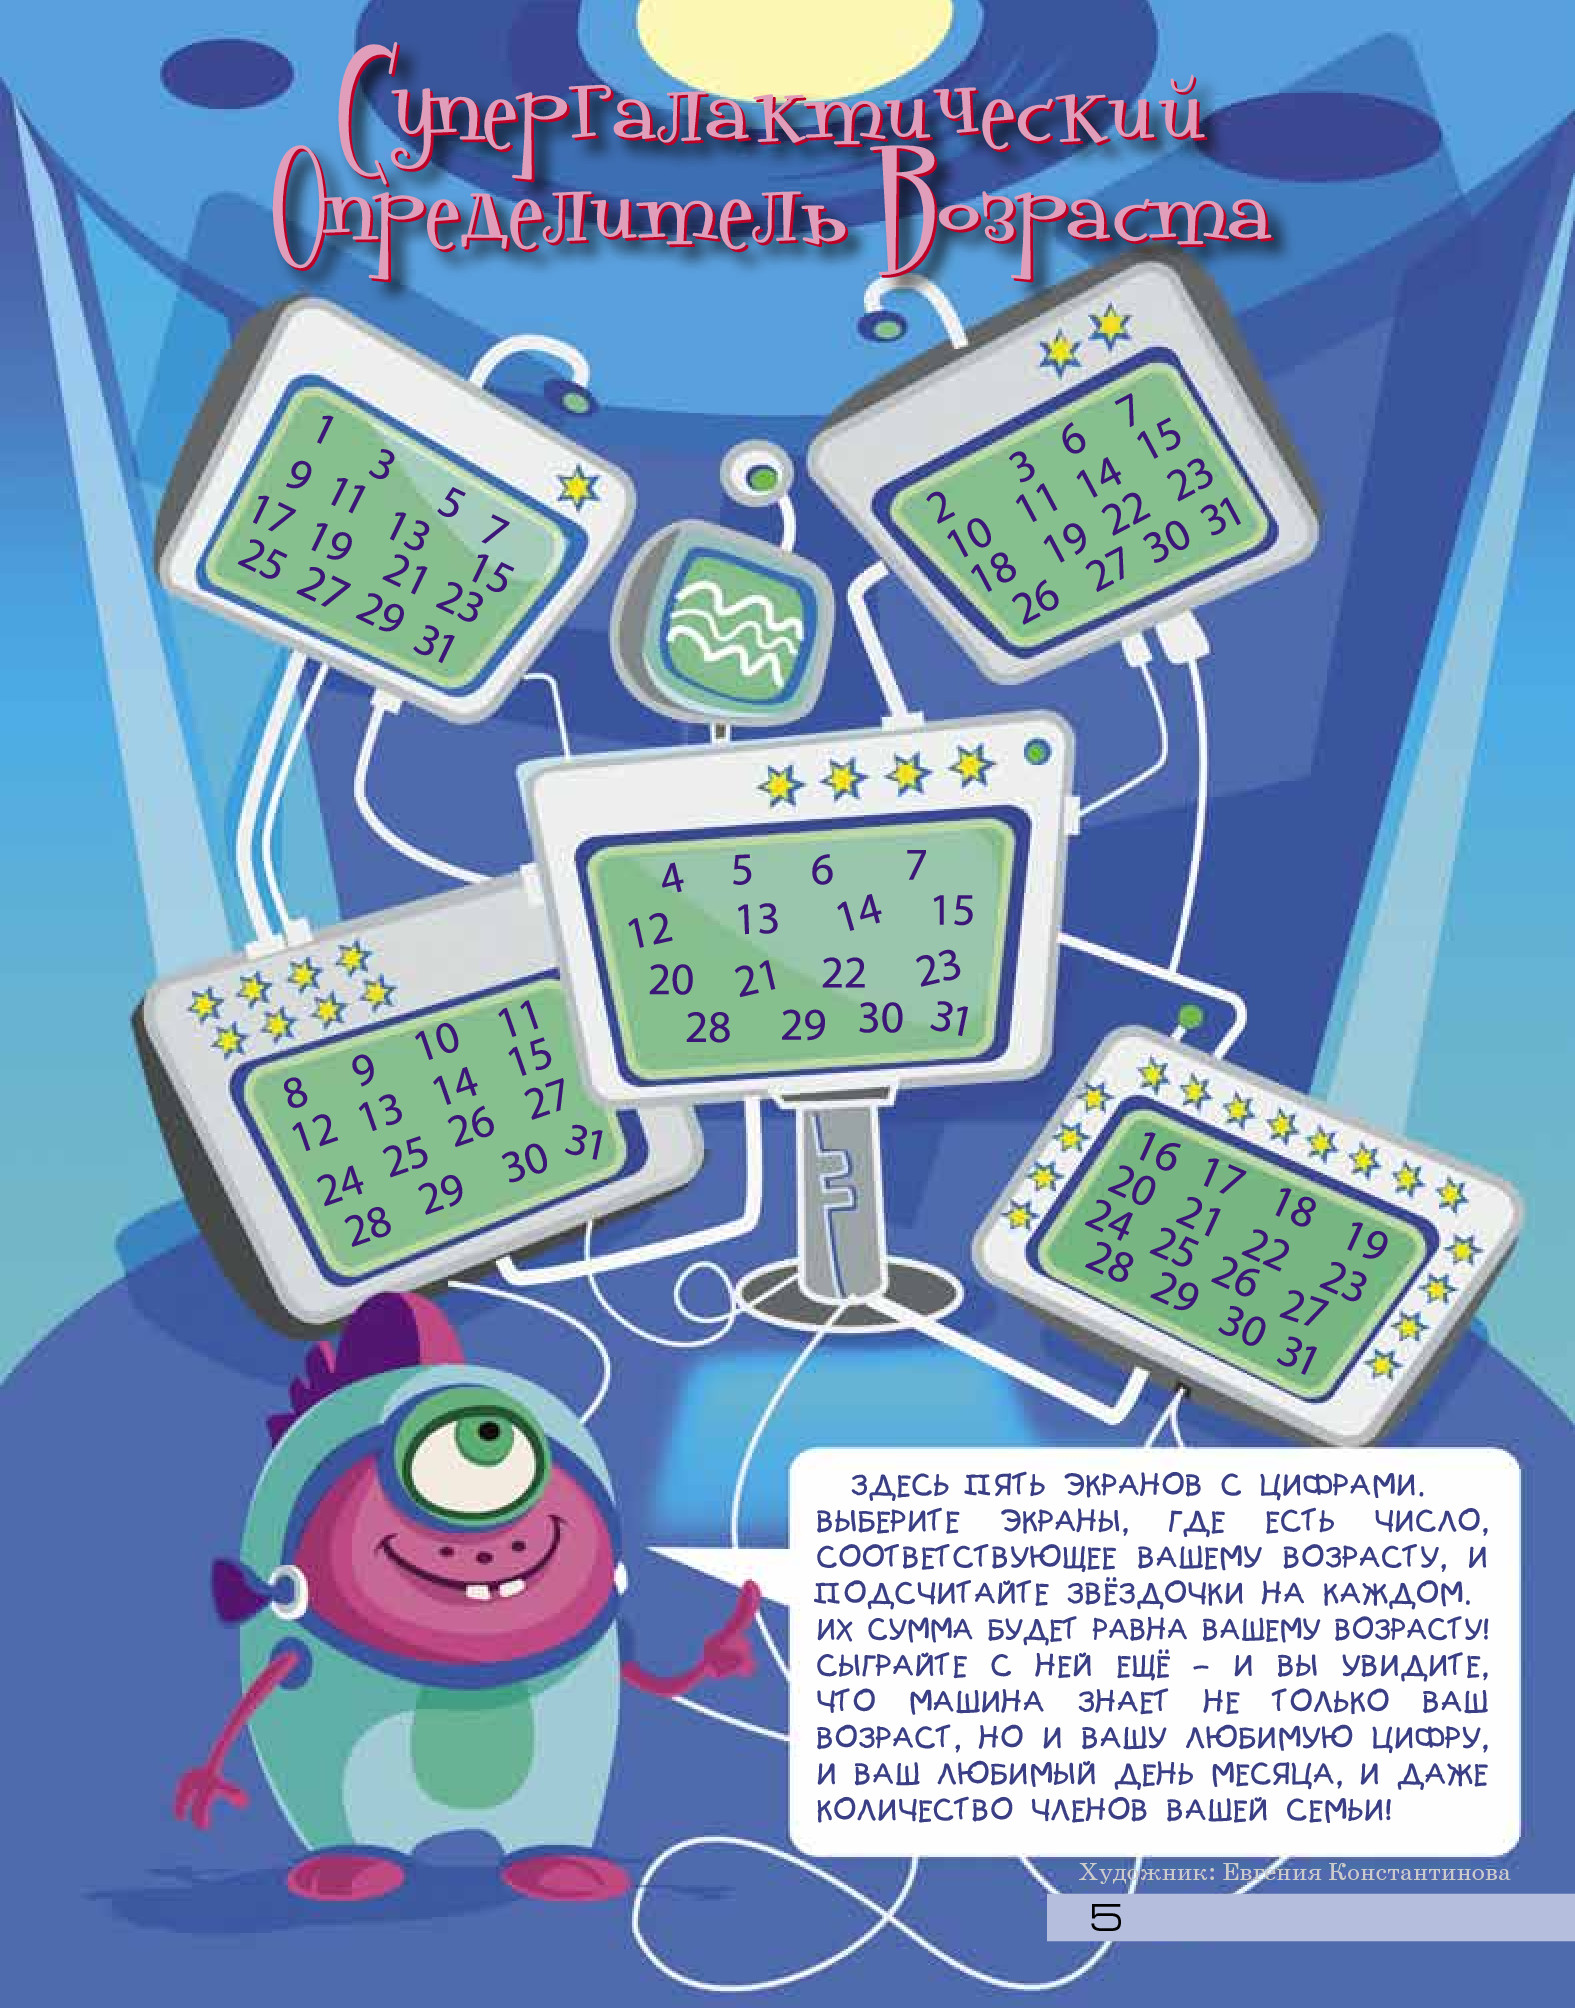 Супергалактический
Определитель Возраста
1 3 5 7
9 11 13 15
17 19 21 23
25 27 29 31
2 3 6 7
10 11 14 15
18 19 22 23
26 27 30 31
4 5 6 7
12 13 14 15
20 21 22 23
28 29 30 31
8 9 10 11
12 13 14 15
24 25 26 27
28 29 30 31
16 17 18 19
20 21 22 23
24 25 26 27
28 29 30 31
ЗДЕСЬ ПЯТЬ ЭКРАНОВ С ЦИФРАМИ.
ВЫБЕРИТЕ ЭКРАНЫ, ГДЕ ЕСТЬ ЧИСЛО,
СООТВЕТСТВУЮЩЕЕ ВАШЕМУ ВОЗРАСТУ, И
ПОДСЧИТАЙТЕ ЗВЁЗДОЧКИ НА КАЖДОМ.
ИХ СУММА БУДЕТ РАВНА ВАШЕМУ ВОЗРАСТУ!
СЫГРАЙТЕ С НЕЙ ЕЩЁ – И ВЫ УВИДИТЕ,
ЧТО МАШИНА ЗНАЕТ НЕ ТОЛЬКО ВАШ
ВОЗРАСТ, НО И ВАШУ ЛЮБИМУЮ ЦИФРУ,
И ВАШ ЛЮБИМЫЙ ДЕНЬ МЕСЯЦА, И ДАЖЕ
КОЛИЧЕСТВО ЧЛЕНОВ ВАШЕЙ СЕМЬИ!
Художник: Евгения Константинова
5